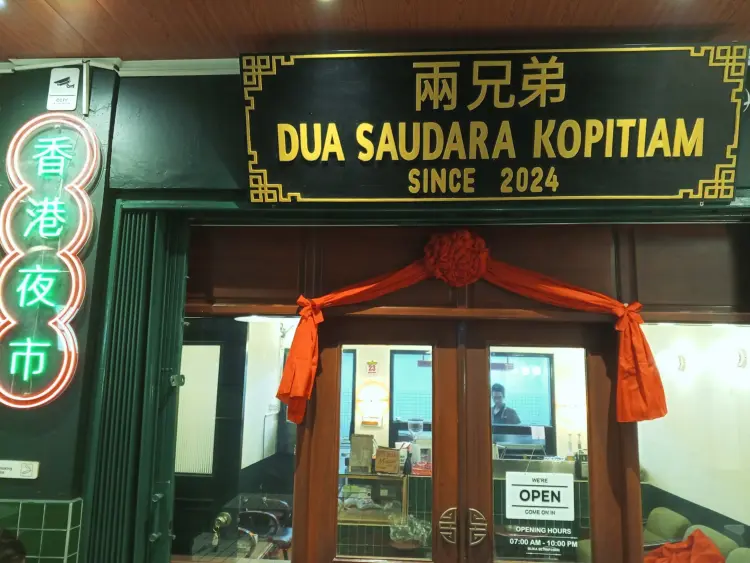 兩兄弟
DUA SAUDARA KOPITIAM
SINCE 2024
香
港
夜
市
WE'RE
OPEN
COME ON IN
OPENING HOURS
07:00 AM - 10:00 PM